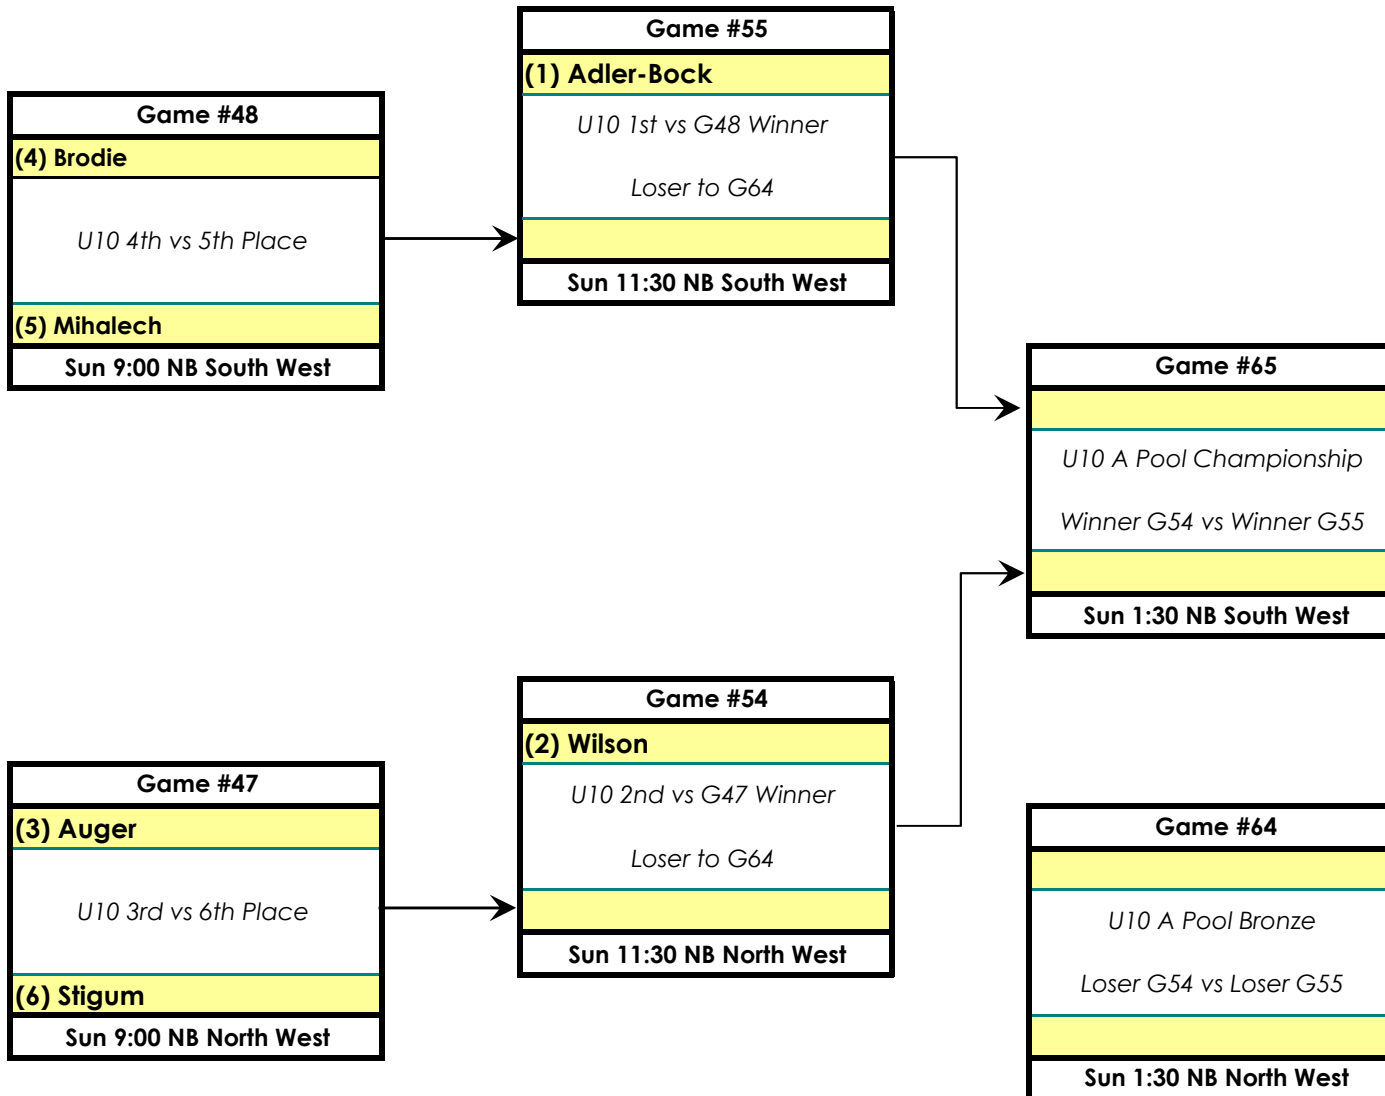 Game #55
(1) Adler-Bock
U10 1st vs G48 Winner
Loser to G64
Sun 11:30 NB South West
Game #48
(4) Brodie
U10 4th vs 5th Place
(5) Mihalech
Sun 9:00 NB South West
Game #65
U10 A Pool Championship
Winner G54 vs Winner G55
Sun 1:30 NB South West
Game #54
(2) Wilson
U10 2nd vs G47 Winner
Loser to G64
Sun 11:30 NB North West
Game #47
(3) Auger
U10 3rd vs 6th Place
(6) Stigum
Sun 9:00 NB North West
Game #64
U10 A Pool Bronze
Loser G54 vs Loser G55
Sun 1:30 NB North West